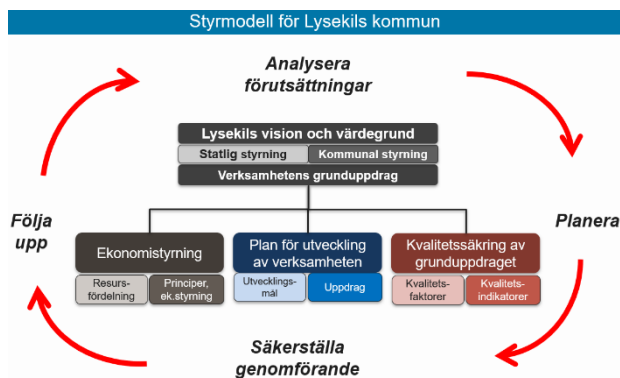 Styrmodell för Lysekils kommun
Analysera
förutsättningar
Lysekils vision och värdegrund
Statlig styrning
Kommunal styrning
Verksamhetens grunduppdrag
Följa
upp
Planera
Ekonomistyrning
Plan för utveckling
av verksamheten
Kvalitetssäkring av
grunduppdraget
Resurs-
fördelning
Principer,
ek.styrning
Utvecklings-
mål
Uppdrag
Kvalitets-
faktorer
Kvalitets-
indikatorer
Säkerställa
genomförande